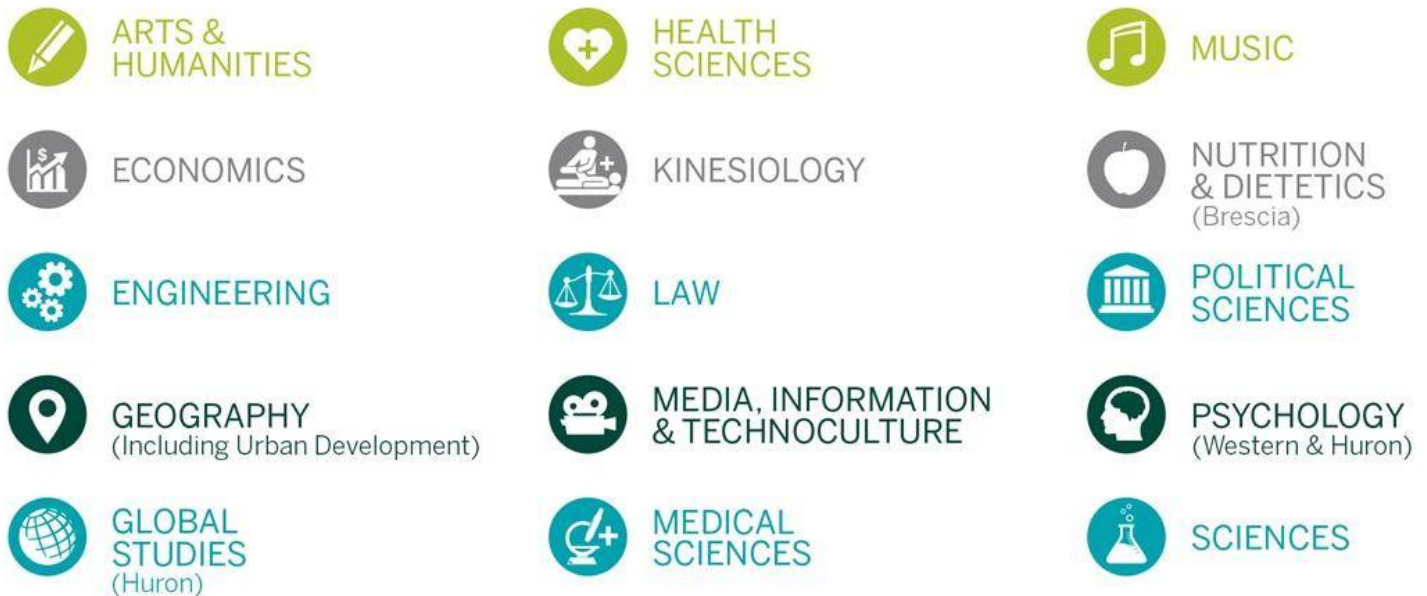 ARTS &
HUMANITIES
HEALTH
SCIENCES
MUSIC
$
ECONOMICS
KINESIOLOGY
NUTRITION
& DIETETICS
(Brescia)
ENGINEERING
LAW
POLITICAL
SCIENCES
GEOGRAPHY
(Including Urban Development)
MEDIA, INFORMATION
& TECHNOCULTURE
PSYCHOLOGY
(Western & Huron)
GLOBAL
STUDIES
(Huron)
MEDICAL
SCIENCES
SCIENCES